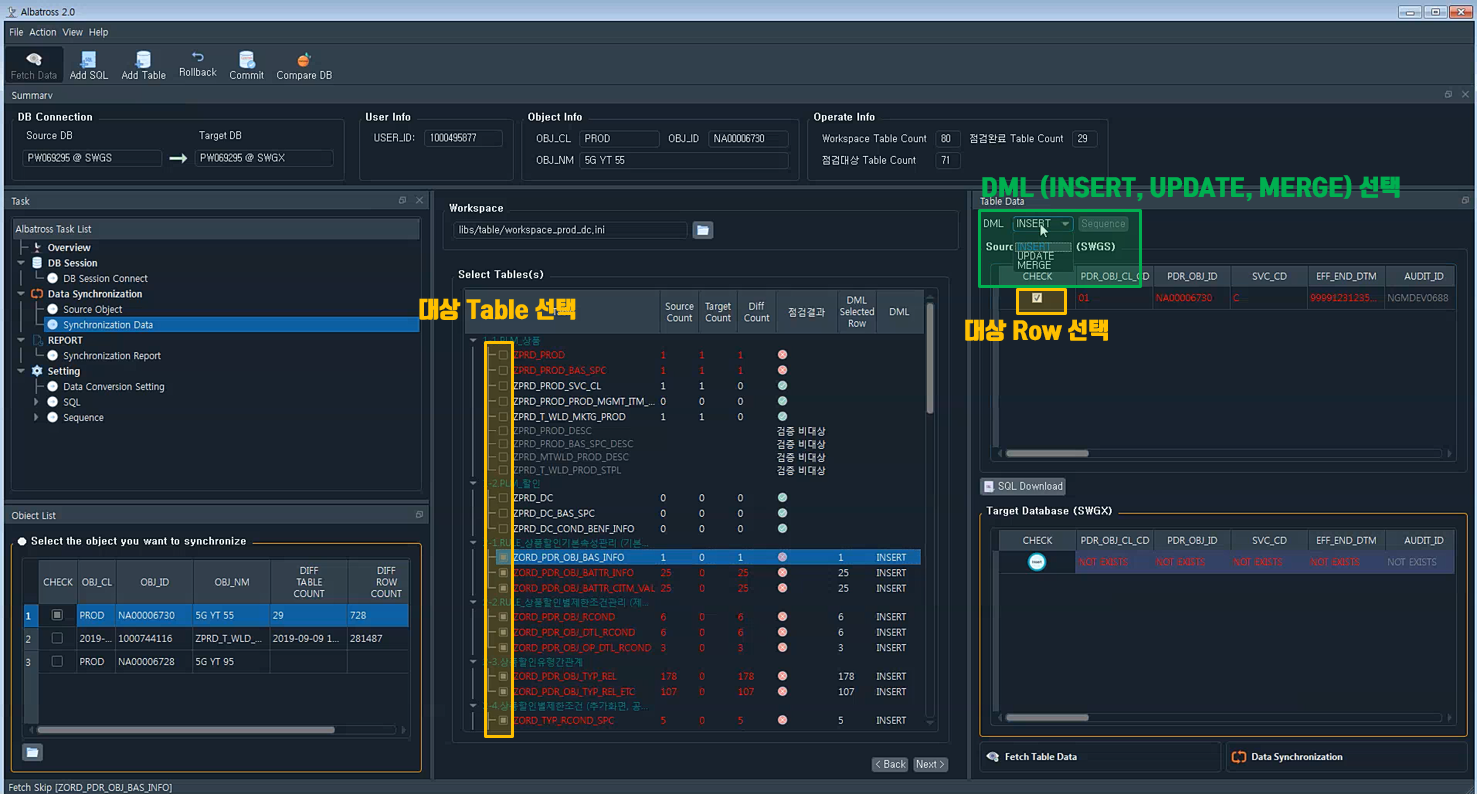 Albatross 2.0
File Action View Help
Fetch Data Add SQL Add Table Rollback Commit Compare DB
Summary
DB Connection
Source DB Target DB
PW069295 @ SWGS PW069295 @ SWGX
User Info
USER_ID: 1000495877
Object Info
OBJ_CL PROD OBJ_ID NA00006730
OBJ_NM 5G YT 55
Operate Info
Workspace Table Count 80 점검완료 Table Count 29
점검대상 Table Count 71
Task
Albatross Task List
Overview
DB Session
DB Session Connect
Data Synchronization
Source Object
Synchronization Data
REPORT
Synchronization Report
Setting
Data Conversion Setting
SQL
Sequence
Object List
Select the object you want to synchronize
CHECK OBJ_CL OBJ_ID OBJ_NM DIFF TABLE COUNT DIFF ROW COUNT
1 PROD NA00006730 5G YT 55 29 728
2 2019-... 1000744116 ZPRD_T_WLD_... 2019-09-09 1... 281487
3 PROD NA00006728 5G YT 95
Workspace
libs/table/workspace_prod_dc.ini
Select Tables(s)
대상 Table 선택
Source Count Target Count Diff Count 점검결과 DML Selected Row DML
PLM_상품
ZPRD_PROD 1 1 1
ZPRD_PROD_BAS_SPC 1 1 1
ZPRD_PROD_SVC_CL 1 1 0
ZPRD_PROD_PROD_MGMT_ITM_... 0 0 0
ZPRD_T_WLD_MKTG_PROD 1 1 0
ZPRD_PROD_DESC 검증 비대상
ZPRD_PROD_BAS_SPC_DESC 검증 비대상
ZPRD_MTWLD_PROD_DESC 검증 비대상
ZPRD_T_WLD_PROD_STPL 검증 비대상
-2.PLM_할인
ZPRD_DC 0 0 0
ZPRD_DC_BAS_SPC 0 0 0
ZPRD_DC_COND_BENF_INFO 0 0 0
-1.RULE_상품할인기본속성관리 (기본...
ZORD_PDR_OBJ_BAS_INFO 1 0 1 1 INSERT
ZORD_PDR_OBJ_BATTR_INFO 25 0 25 25 INSERT
ZORD_PDR_OBJ_BATTR_CITM_VAL 25 0 25 25 INSERT
-2.RULE_상품할인별제한조건관리 (개...
ZORD_PDR_OBJ_RCOND 6 0 6 6 INSERT
ZORD_PDR_OBJ_DTL_RCOND 6 0 6 6 INSERT
ZORD_PDR_OBJ_OP_DTL_RCOND 3 0 3 3 INSERT
-3.상품할인유형간관계
ZORD_PDR_OBJ_TYP_REL 178 0 178 178 INSERT
ZORD_PDR_OBJ_TYP_REL_ETC 107 0 107 107 INSERT
-4.상품할인별제한조건 (추가화면, 공...
ZORD_TYP_RCOND_SPC 5 0 5 5 INSERT
< Back Next >
DML (INSERT, UPDATE, MERGE) 선택
Table Data
DML INSERT Sequence
INSERT
UPDATE
MERGE
(SWGS)
CHECK PDR_OBJ_CL_CD PDR_OBJ_ID SVC_CD EFF_END_DTM AUDIT_ID
01 NA00006730 C 99991231235... NGMDEV0688
대상 Row 선택
SQL Download
Target Database (SWGX)
CHECK PDR_OBJ_CL_CD PDR_OBJ_ID SVC_CD EFF_END_DTM AUDIT_ID
NOT EXISTS NOT EXISTS NOT EXISTS NOT EXISTS NOT EXISTS
Fetch Table Data Data Synchronization
Fetch Skip [ZORD_PDR_OBJ_BAS_INFO]